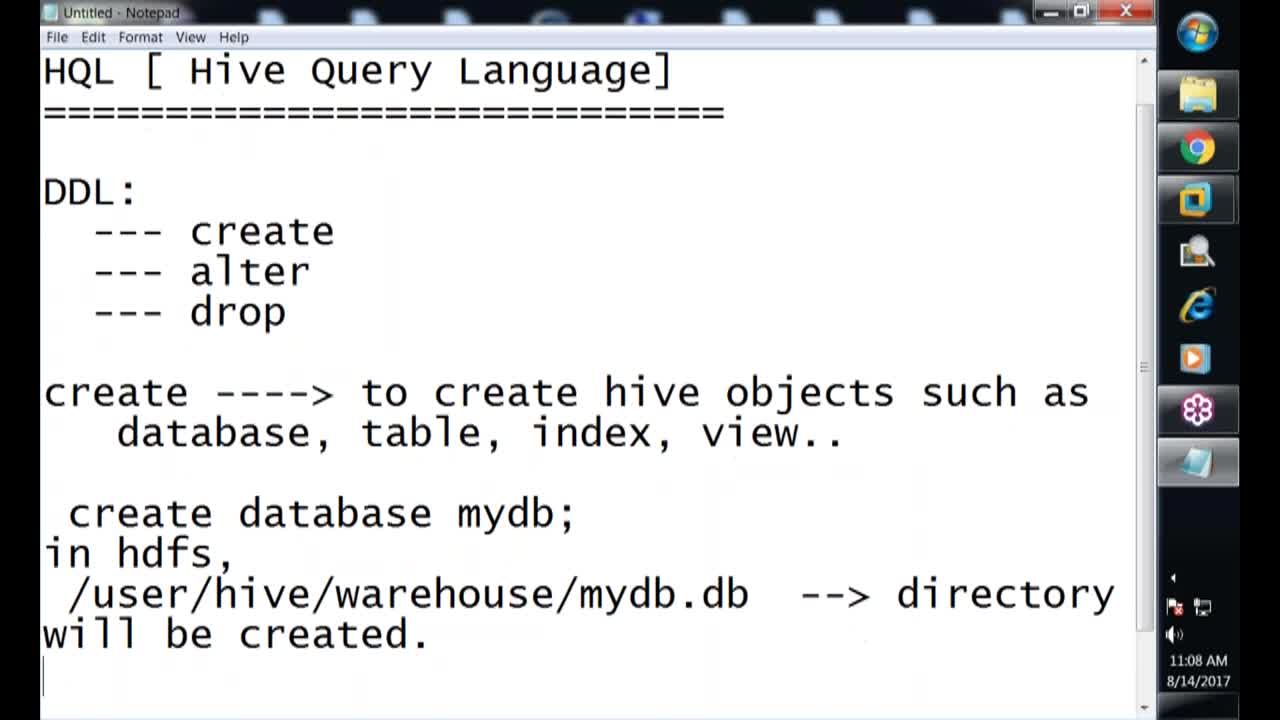 Untitled - Notepad
File Edit Format View Help
HQL [ Hive Query Language]
============================
DDL:
--- create
--- alter
--- drop
create ----> to create hive objects such as
database, table, index, view..
create database mydb;
in hdfs,
/user/hive/warehouse/mydb.db --> directory
will be created.
11:08 AM
8/14/2017